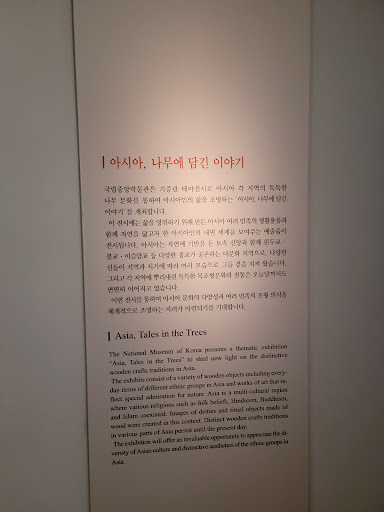 아시아, 나무에 담긴 이야기
국립중앙박물관은 기증관 테마전시로 아시아 각 지역의 독특한
나무 문화를 통하여 아시아인의 삶을 조명하는 '아시아, 나무에 담긴
이야기'를 개최합니다.
이 전시에는 삶을 영위하기 위해 만든 아시아 여러 민족의 생활용품과
함께 자연을 닮고자 한 아시아인의 내면 세계를 보여주는 예술품이
전시됩니다. 아시아는 자연에 기반을 둔 토속 신앙과 함께 힌두교·
불교·이슬람교 등 다양한 종교가 공존하는 다문화 지역으로, 다양한
신들이 지역과 시기에 따라 여러 모습으로 그들 곁을 지켜 왔습니다.
그리고 각 지역에 뿌리내린 독특한 목조형문화와 전통은 오늘날까지도
면면히 이어지고 있습니다.
이번 전시를 통하여 아시아 문화의 다양성과 여러 민족의 조형 의식을
체계적으로 조명하는 자리가 마련되기를 기대합니다.
Asia, Tales in the Trees
The National Museum of Korea presents a thematic exhibition
"Asia, Tales in the Trees" to shed new light on the distinctive
wooden crafts traditions in Asia.
The exhibits consist of a variety of wooden objects including every-
day items of different ethnic groups in Asia and works of art that re-
flect special admiration for nature. Asia is a multi-cultural region
where various religions such as folk beliefs, Hinduism, Buddhism,
and Islam coexisted. Images of deities and ritual objects made of
wood were created in this context. Distinct wooden crafts traditions
in various parts of Asia persist until the present day.
The exhibition will offer an invaluable opportunity to appreciate the di-
versity of Asian culture and distinctive aesthetics of the ethnic groups in
Asia.